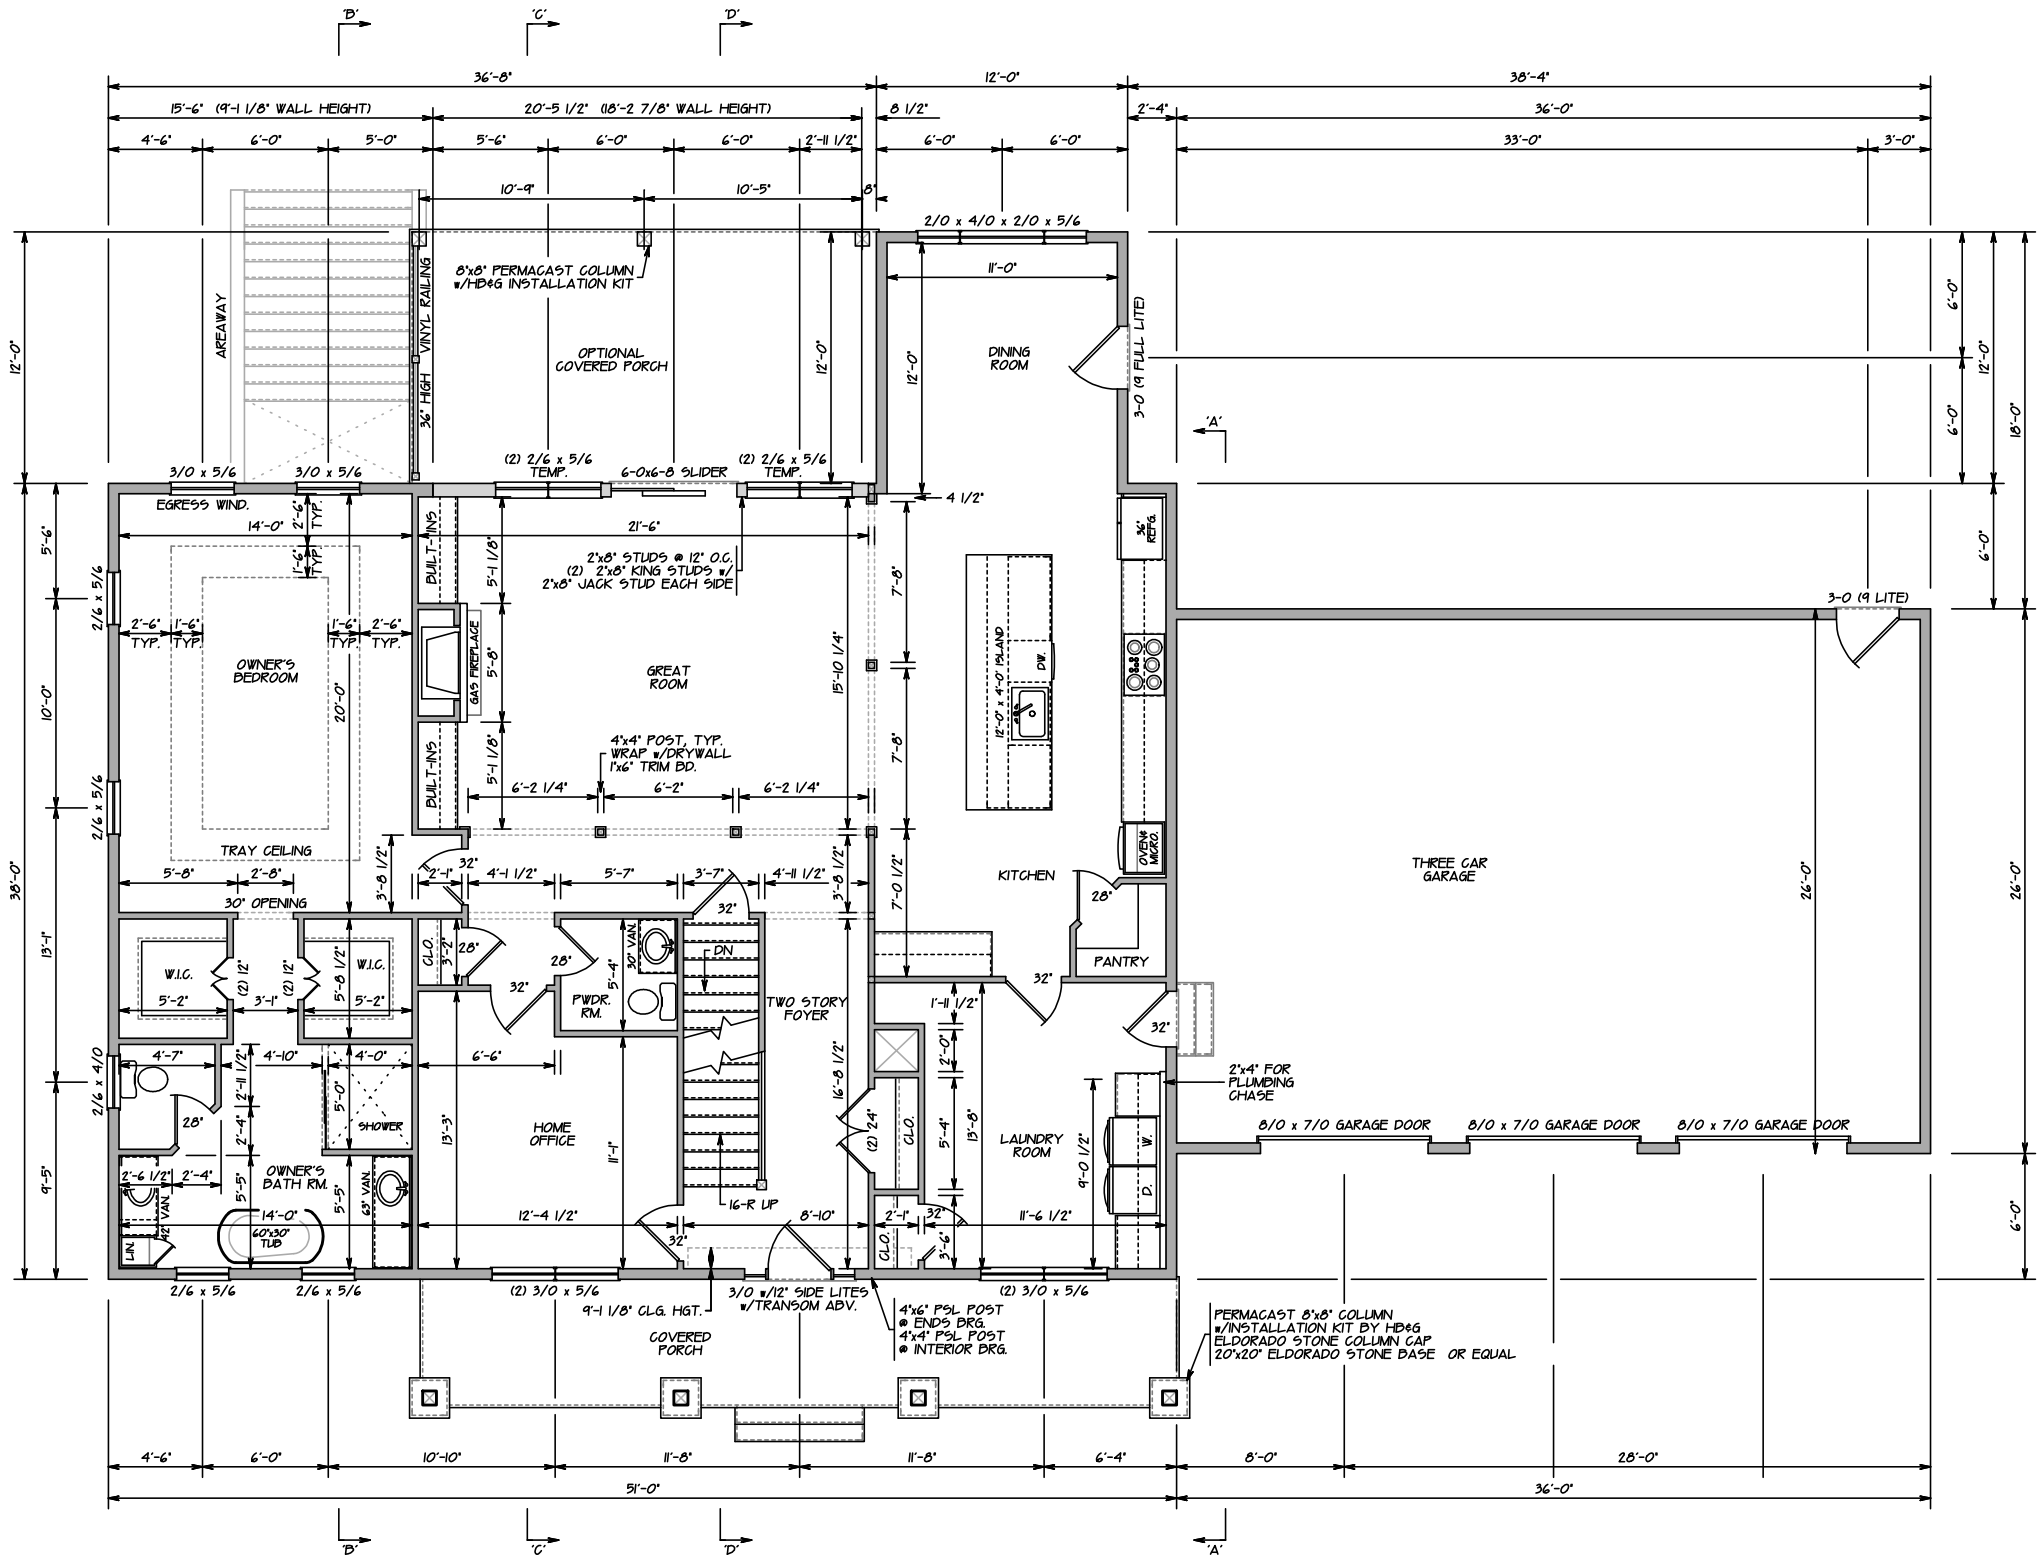 'B' 'C' 'D'
36'-8" 12'-0" 38'-4"
15'-6" (9'-1 1/8" WALL HEIGHT) 20'-5 1/2" (18'-2 7/8" WALL HEIGHT) 8 1/2" 2'-4" 36'-0"
4'-6" 6'-0" 5'-0" 5'-6" 6'-0" 6'-0" 2'-11 1/2" 6'-0" 6'-0" 33'-0" 3'-0"
10'-9" 10'-5" 8"
2/0 x 4/0 x 2/0 x 5/6
AREAWAY
36" HIGH VINYL RAILING
8"x8" PERMACAST COLUMN
w/HB&G INSTALLATION KIT
11'-0"
12'-0"
12'-0"
12'-0"
OPTIONAL
COVERED PORCH
DINING
ROOM
3-0 (9 FULL LITE)
6'-0"
6'-0"
12'-0"
18'-0"
'A'
3/0 x 5/6 3/0 x 5/6
(2) 2/6 x 5/6
TEMP.
6-0x6-8 SLIDER
(2) 2/6 x 5/6
TEMP.
EGRESS WIND.
4 1/2"
14'-0" 21'-6"
2'-6"
TYP.
1'-6"
TYP.
BUILT-INS
5'-1 1/8"
2"x8" STUDS @ 12" O.C.
(2) 2"x8" KING STUDS w/
2"x8" JACK STUD EACH SIDE
36"
REFG.
5'-6"
2/6 x 5/6
7'-8"
6'-0"
3-0 (9 LITE)
2'-6"
TYP.
1'-6"
TYP.
1'-6"
TYP.
2'-6"
TYP.
OWNER'S
BEDROOM
20'-0"
GAS FIREPLACE
5'-8"
GREAT
ROOM
15'-10 1/4"
12'-0" x 4'-0" ISLAND
DW.
10'-0"
38'-0"
2/6 x 5/6
BUILT-INS
5'-1 1/8"
4"x4" POST, TYP.
WRAP w/DRYWALL
1"x6" TRIM BD.
6'-2 1/4" 6'-2" 6'-2 1/4"
7'-8"
OVEN&
MICRO.
THREE CAR
GARAGE
26'-0"
26'-0"
TRAY CEILING
3'-8 1/2"
32"
3'-8 1/2"
7'-0 1/2"
KITCHEN
28"
5'-8" 2'-8" 2'-1" 4'-1 1/2" 5'-7" 3'-7" 4'-11 1/2"
30" OPENING
32"
13'-1"
W.I.C.
(2) 12"
(2) 12"
5'-8 1/2"
W.I.C.
CLO.
3'-2"
28"
28"
5'-4"
30" VAN.
DN
PANTRY
32"
5'-2" 3'-1" 5'-2"
32"
PWDR.
RM.
TWO STORY
FOYER
1'-11 1/2"
32"
2/6 x 4/0
4'-7"
2'-11 1/2"
4'-10" 4'-0"
6'-6"
16'-8 1/2"
2'-0"
2"x4" FOR
PLUMBING
CHASE
28"
5'-0"
SHOWER
2'-4"
13'-3"
HOME
OFFICE
11'-1"
(2) 24"
CLO.
5'-4"
13'-8"
LAUNDRY
ROOM
9'-0 1/2"
W.
D.
8/0 x 7/0 GARAGE DOOR 8/0 x 7/0 GARAGE DOOR 8/0 x 7/0 GARAGE DOOR
9'-5"
2'-6 1/2" 2'-4"
5'-5"
OWNER'S
BATH RM.
5'-5"
63" VAN.
42" VAN.
LIN.
14'-0"
60"x30"
TUB
12'-4 1/2"
16-R UP
32"
8'-10"
2'-1"
32"
11'-6 1/2"
CLO.
3'-6"
6'-0"
2/6 x 5/6 2/6 x 5/6 (2) 3/0 x 5/6
9'-1 1/8" CLG. HGT.
3/0 w/12" SIDE LITES
w/TRANSOM ABV.
(2) 3/0 x 5/6
COVERED
PORCH
4"x6" PSL POST
@ ENDS BRG.
4"x4" PSL POST
@ INTERIOR BRG.
PERMACAST 8"x8" COLUMN
w/INSTALLATION KIT BY HB&G
ELDORADO STONE COLUMN CAP
20"x20" ELDORADO STONE BASE OR EQUAL
4'-6" 6'-0" 10'-10" 11'-8" 11'-8" 6'-4" 8'-0" 28'-0"
51'-0" 36'-0"
'B' 'C' 'D' 'A'